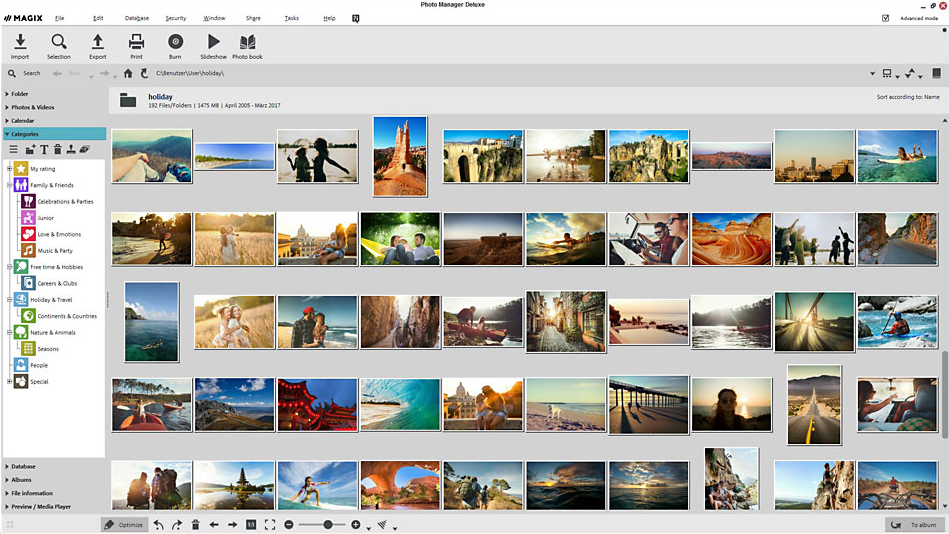 Photo Manager Deluxe
MAGIX File Edit Database Security Window Share Tasks Help Advanced mode
Import Selection Export Print Burn Slideshow Photo book
Search Back C:\Benutzer\User\holiday\
Folder
Photos & Videos
Calendar
Categories
My rating
Family & Friends
Celebrations & Parties
Junior
Love & Emotions
Music & Party
Free time & Hobbies
Careers & Clubs
Holiday & Travel
Continents & Countries
Nature & Animals
Seasons
People
Special
Database
Albums
File information
Preview / Media Player
holiday
192 Files/Folders | 1475 MB | April 2005 - März 2017
Sort according to: Name
Optimize 1:1 To album